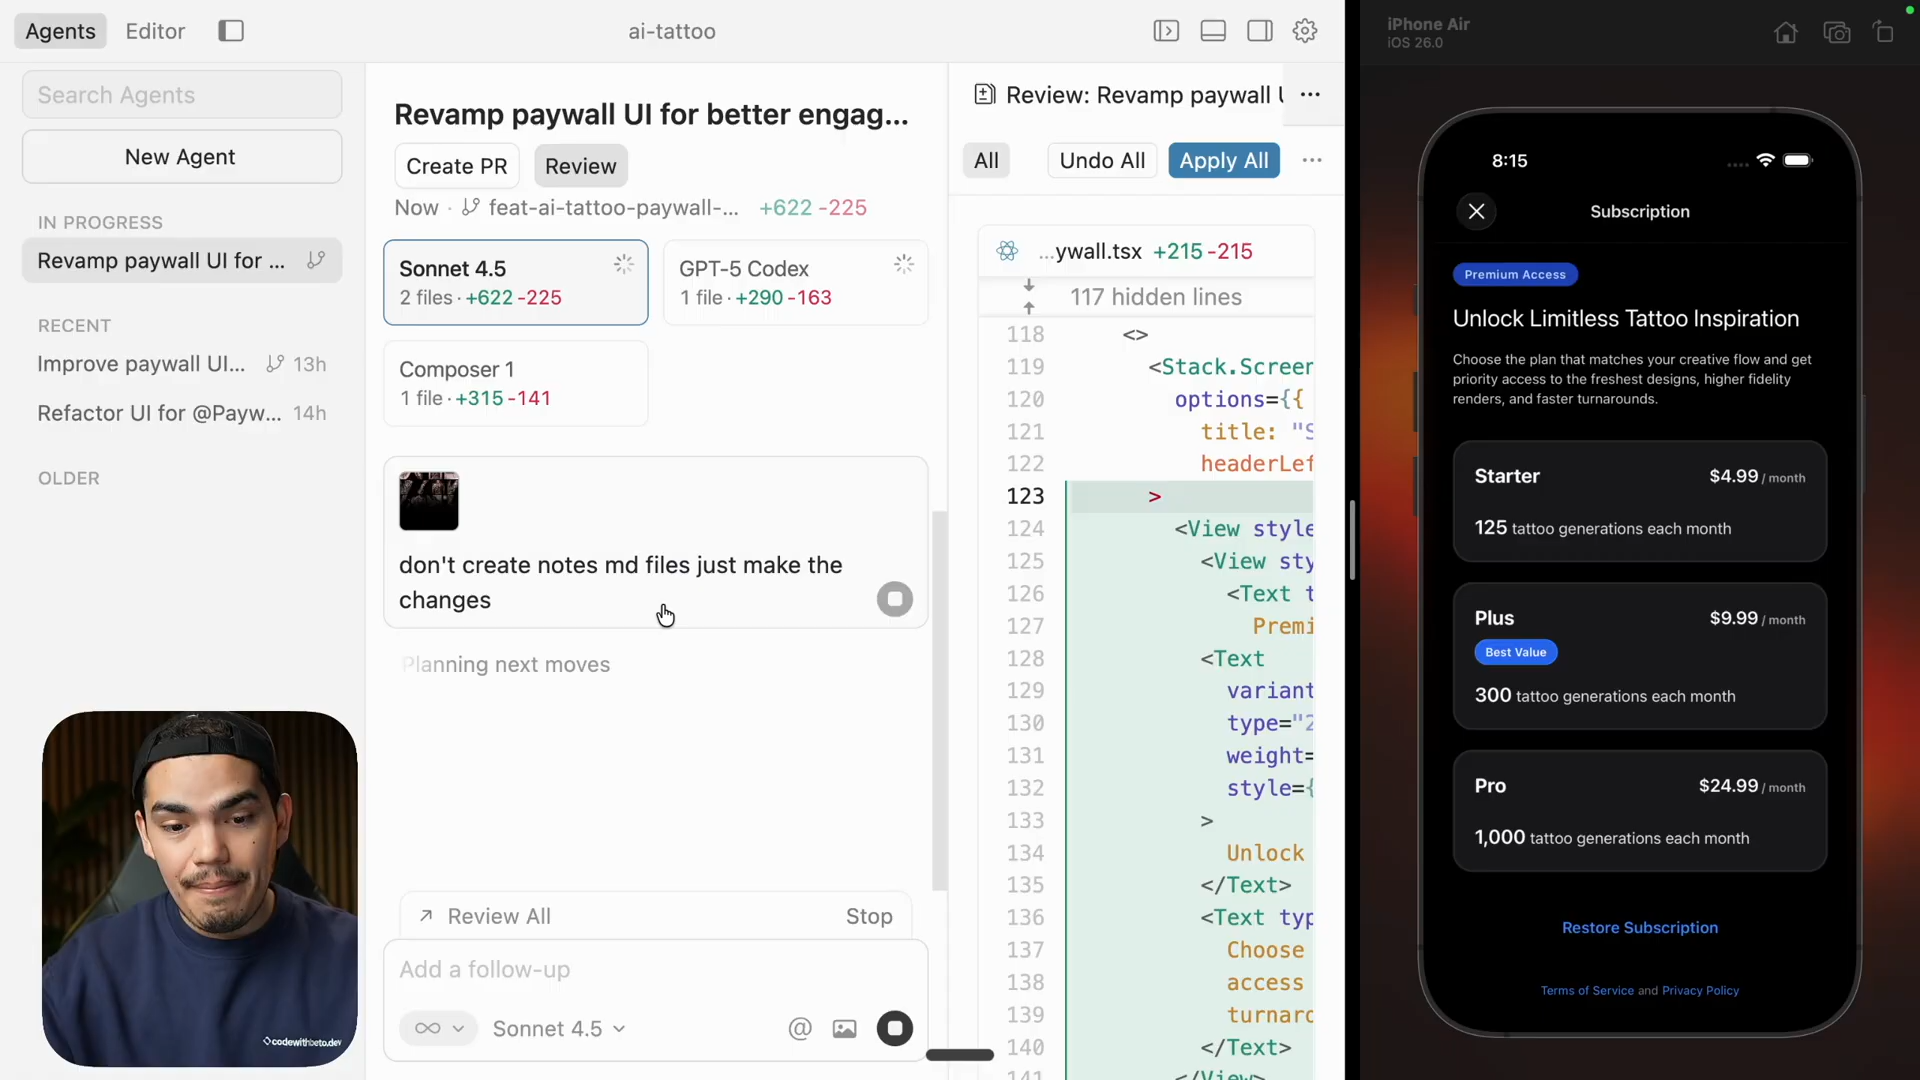 Agents
Editor
ai-tattoo
Search Agents
New Agent
IN PROGRESS
Revamp paywall UI for ...
RECENT
Improve paywall UI... 13h
Refactor UI for @Payw... 14h
OLDER
codewithbeto.dev
Revamp paywall UI for better engag...
Create PR
Review
Now · feat-ai-tattoo-paywall-... +622 -225
Sonnet 4.5
2 files · +622 -225
GPT-5 Codex
1 file · +290 -163
Composer 1
1 file · +315 -141
don't create notes md files just make the
changes
Planning next moves
Review All
Stop
Add a follow-up
Sonnet 4.5
@
Review: Revamp paywall U
...
All
Undo All
Apply All
...
...ywall.tsx +215 -215
117 hidden lines
118 <>
119 <Stack.Screen
120 options={{
121 title: "S
122 headerLef
123 >
124 <View style
125 <View sty
126 <Text t
127 Premi
128 <Text
129 variant
130 type="2
131 weight=
132 style={
133 >
134 Unlock
135 </Text>
136 <Text typ
137 Choose
138 access
139 turnaro
140 </Text>
141 </View>
iPhone Air
iOS 26.0
8:15
Subscription
Premium Access
Unlock Limitless Tattoo Inspiration
Choose the plan that matches your creative flow and get
priority access to the freshest designs, higher fidelity
renders, and faster turnarounds.
Starter
$4.99 / month
125 tattoo generations each month
Plus
$9.99 / month
Best Value
300 tattoo generations each month
Pro
$24.99 / month
1,000 tattoo generations each month
Restore Subscription
Terms of Service and Privacy Policy